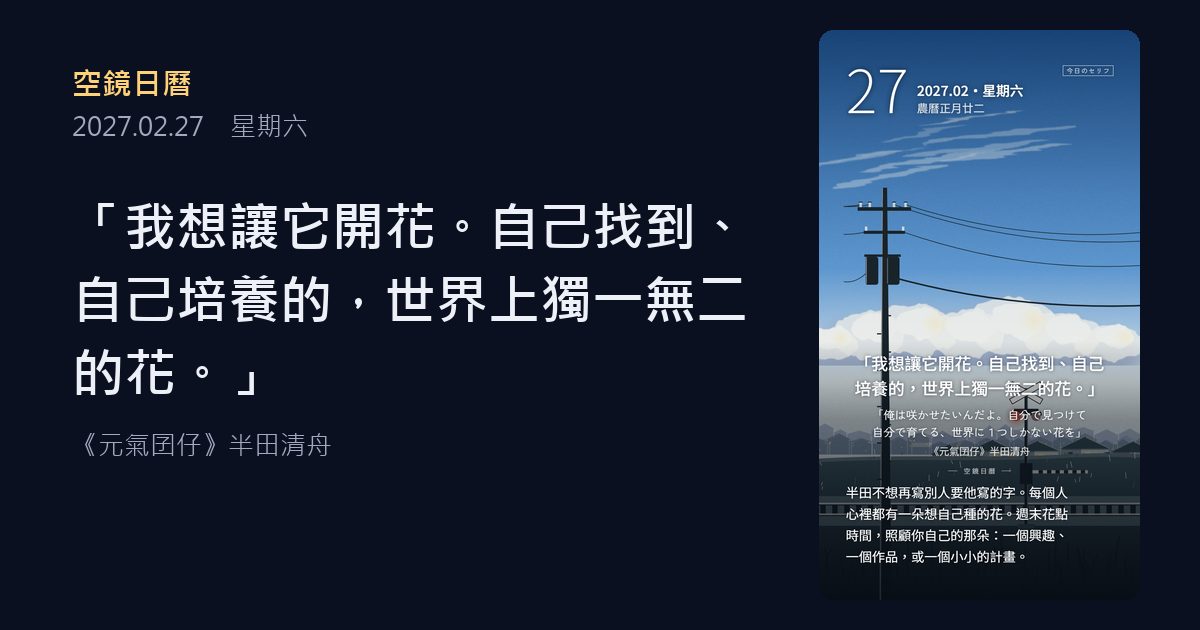 空鏡日曆
2027.02.27　星期六
「我想讓它開花。自己找到、
自己培養的，世界上獨一無二
的花。」
《元氣囝仔》半田清舟
27
2027.02・星期六
農曆正月廿二
今日のセリフ
「我想讓它開花。自己找到、自己
培養的，世界上獨一無二的花。」
「俺は咲かせたいんだよ。自分で見つけて
自分で育てる、世界に１つしかない花を」
《元氣囝仔》半田清舟
— 空鏡日曆 —
半田不想再寫別人要他寫的字。每個人
心裡都有一朵想自己種的花。週末花點
時間，照顧你自己的那朵：一個興趣、
一個作品，或一個小小的計畫。